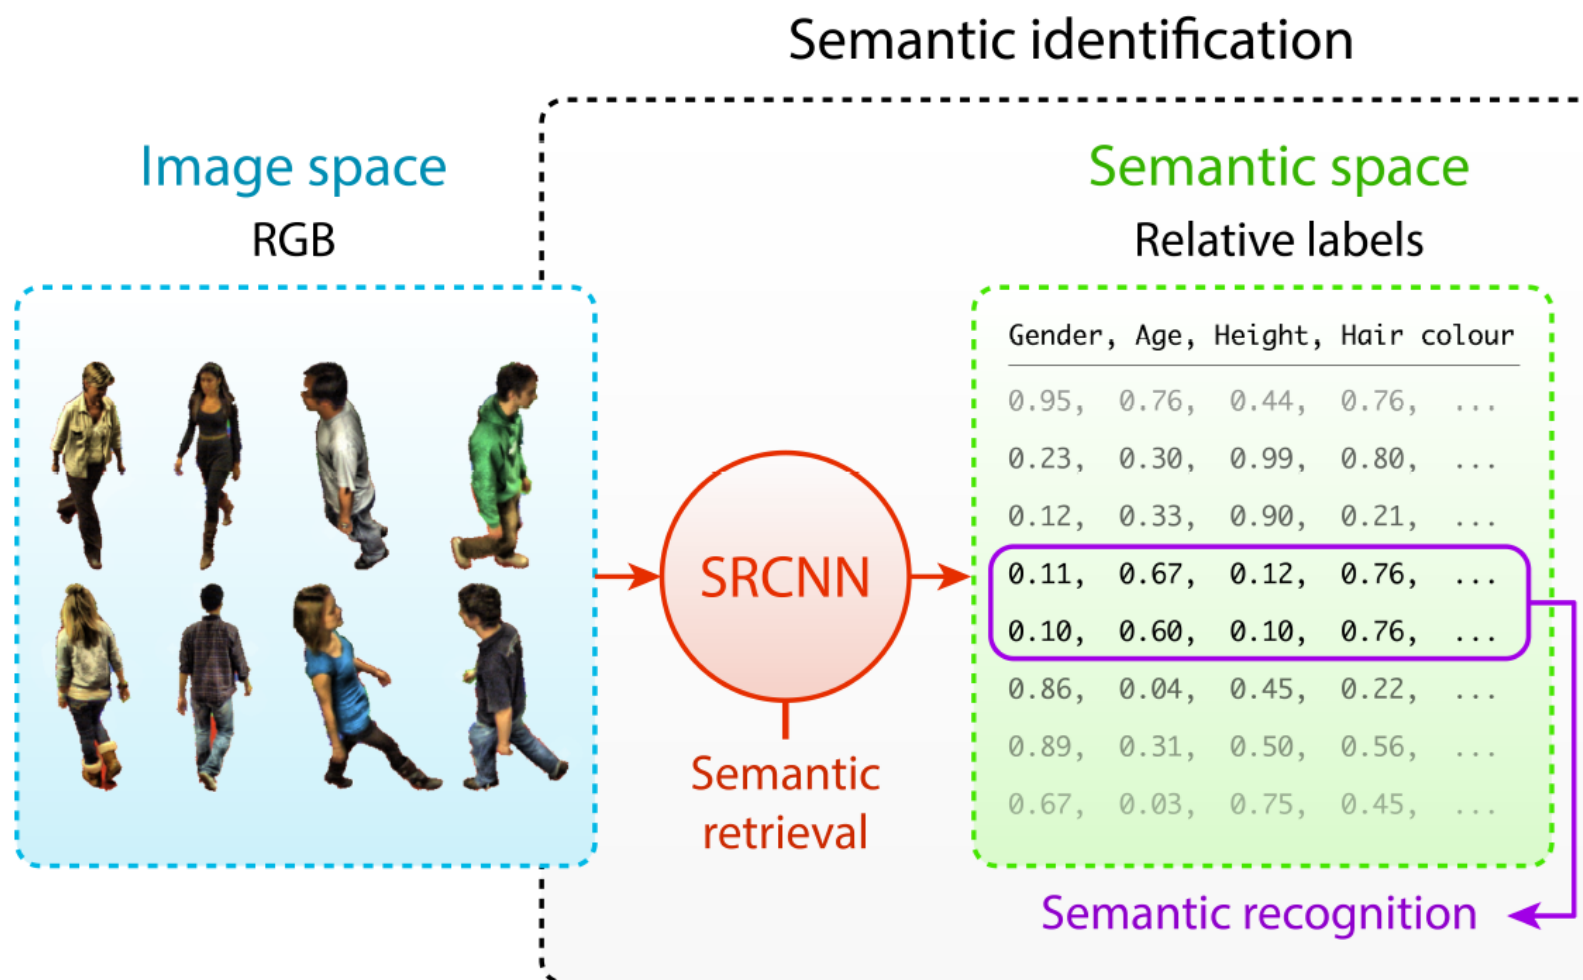 Semantic identification
Image space
RGB
Semantic space
Relative labels
Gender, Age, Height, Hair colour
0.95, 0.76, 0.44, 0.76, ...
0.23, 0.30, 0.99, 0.80, ...
0.12, 0.33, 0.90, 0.21, ...
0.11, 0.67, 0.12, 0.76, ...
0.10, 0.60, 0.10, 0.76, ...
0.86, 0.04, 0.45, 0.22, ...
0.89, 0.31, 0.50, 0.56, ...
0.67, 0.03, 0.75, 0.45, ...
SRCNN
Semantic
retrieval
Semantic recognition